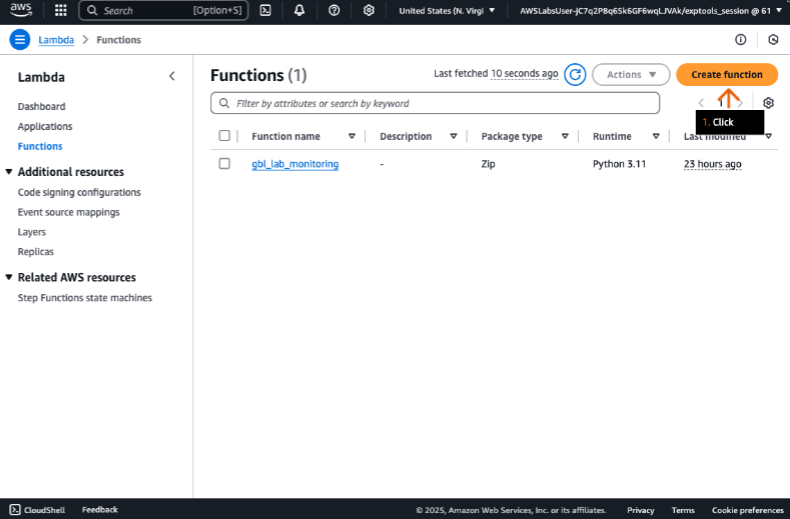 aws
Search [Option+S] United States (N. Virgi AWSLabsUser-jC7q2PBq6Sk6GF6wqLJVAk/exptools_session @ 61
Lambda > Functions
Lambda
Dashboard
Applications
Functions
Additional resources
Code signing configurations
Event source mappings
Layers
Replicas
Related AWS resources
Step Functions state machines
Functions (1)
Last fetched 10 seconds ago Actions Create function
Filter by attributes or search by keyword
1
1. Click
Function name Description Package type Runtime Last modified
gbl_lab_monitoring - Zip Python 3.11 23 hours ago
CloudShell Feedback © 2025, Amazon Web Services, Inc. or its affiliates. Privacy Terms Cookie preferences